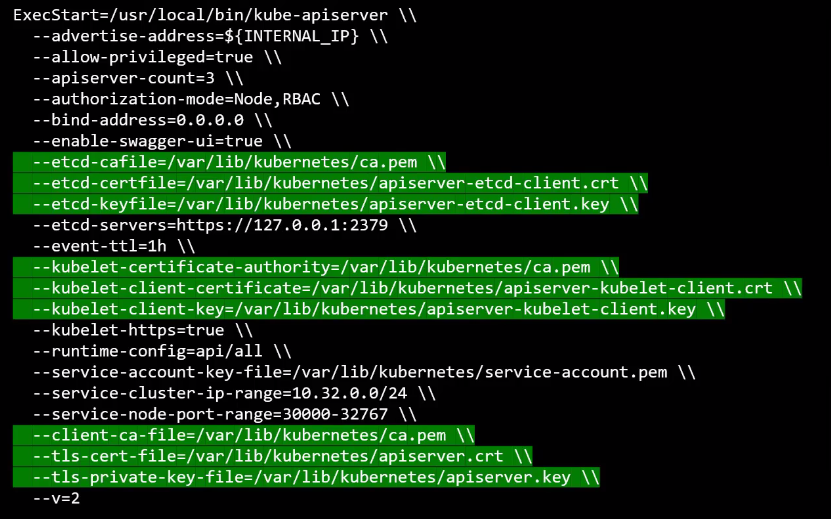 ExecStart=/usr/local/bin/kube-apiserver \\
--advertise-address=${INTERNAL_IP} \\
--allow-privileged=true \\
--apiserver-count=3 \\
--authorization-mode=Node,RBAC \\
--bind-address=0.0.0.0 \\
--enable-swagger-ui=true \\
--etcd-cafile=/var/lib/kubernetes/ca.pem \\
--etcd-certfile=/var/lib/kubernetes/apiserver-etcd-client.crt \\
--etcd-keyfile=/var/lib/kubernetes/apiserver-etcd-client.key \\
--etcd-servers=https://127.0.0.1:2379 \\
--event-ttl=1h \\
--kubelet-certificate-authority=/var/lib/kubernetes/ca.pem \\
--kubelet-client-certificate=/var/lib/kubernetes/apiserver-kubelet-client.crt \\
--kubelet-client-key=/var/lib/kubernetes/apiserver-kubelet-client.key \\
--kubelet-https=true \\
--runtime-config=api/all \\
--service-account-key-file=/var/lib/kubernetes/service-account.pem \\
--service-cluster-ip-range=10.32.0.0/24 \\
--service-node-port-range=30000-32767 \\
--client-ca-file=/var/lib/kubernetes/ca.pem \\
--tls-cert-file=/var/lib/kubernetes/apiserver.crt \\
--tls-private-key-file=/var/lib/kubernetes/apiserver.key \\
--v=2